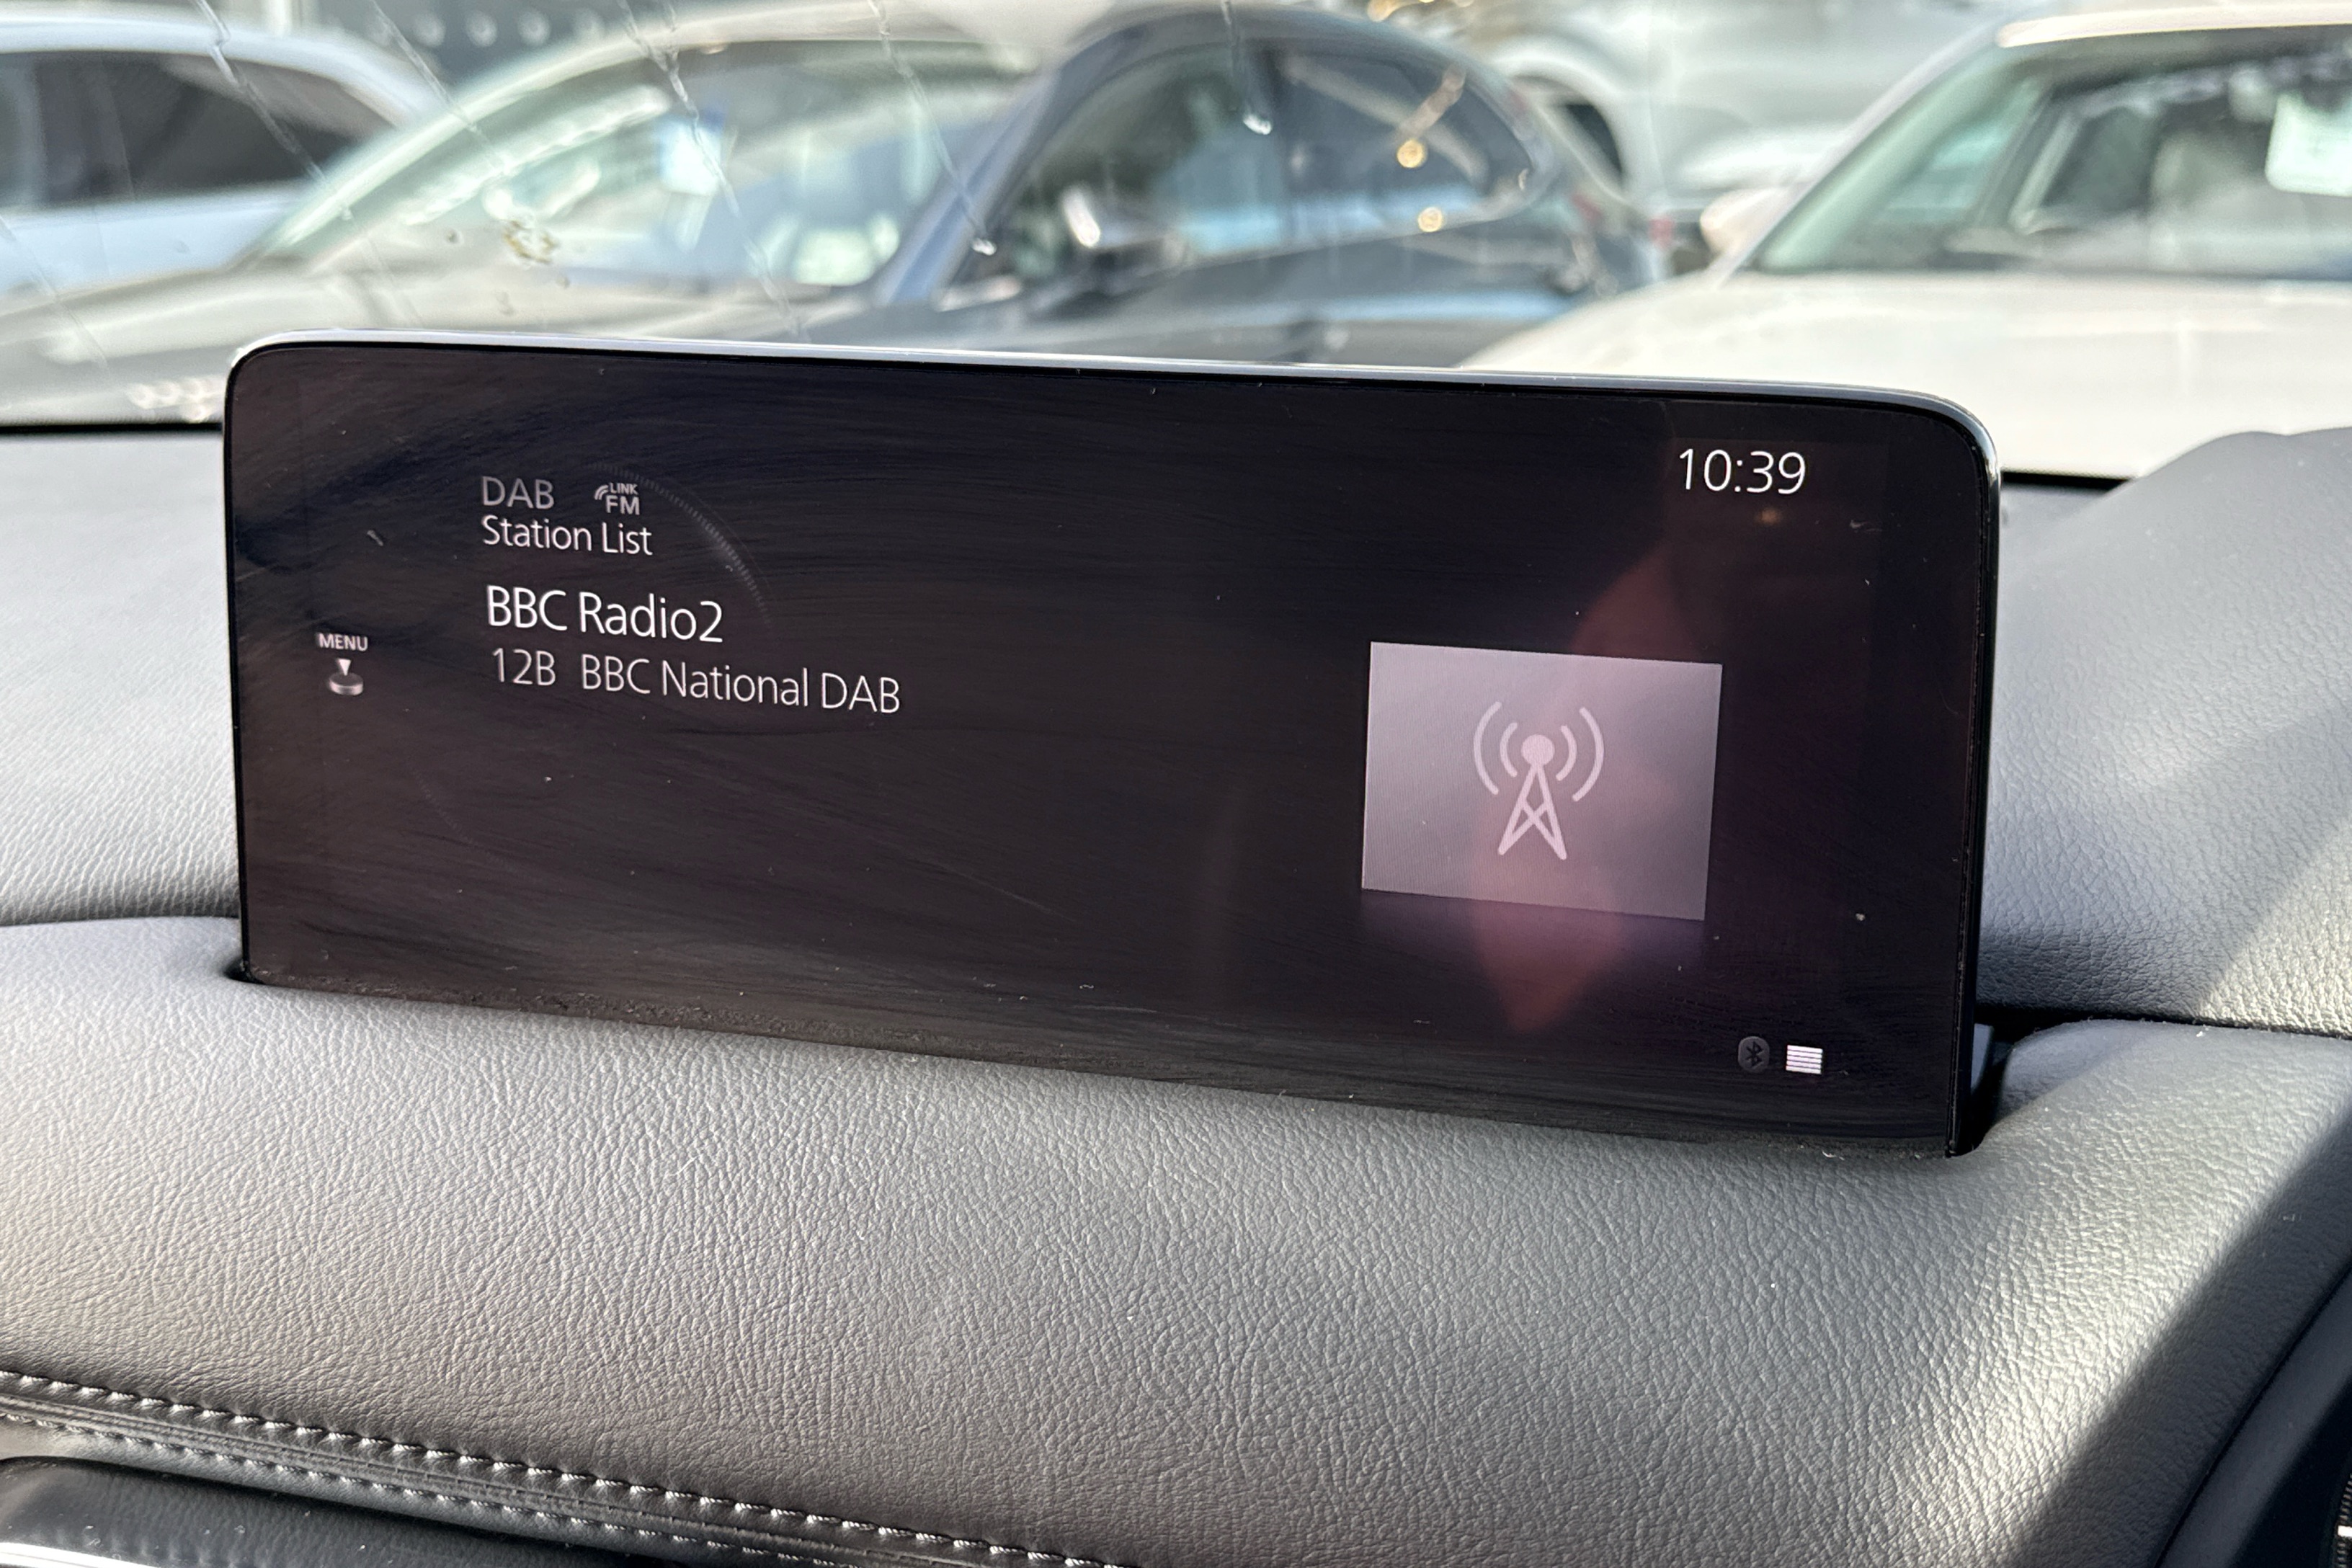 10:39
DAB LINK FM
Station List
BBC Radio2
12B BBC National DAB
MENU